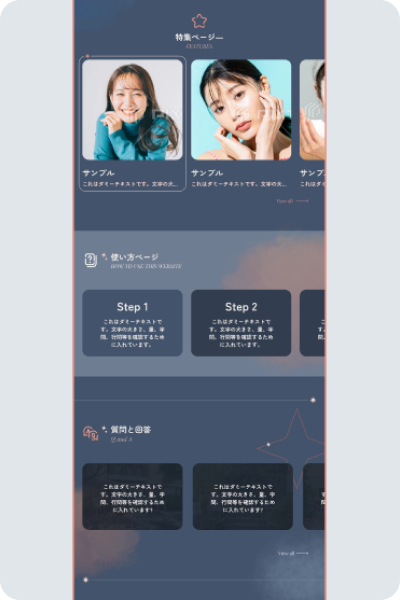 特集ページ
FEATURES
サンプル
これはダミーテキストです。文字の大...
サンプル
これはダミーテキストです。文字の大...
サンプ
これはダミ
View all
使い方ページ
HOW TO USE THIS WEBSITE
Step 1
これはダミーテキストで
す。文字の大きさ、量、字
間、行間等を確認するため
に入れています。
Step 2
これはダミーテキストで
す。文字の大きさ、量、字
間、行間等を確認するため
に入れています。
質問と回答
Q and A
これはダミーテキストで
す。文字の大きさ、量、字
間、行間等を確認するため
に入れています?
これはダミーテキストで
す。文字の大きさ、量、字
間、行間等を確認するため
に入れています?
View all